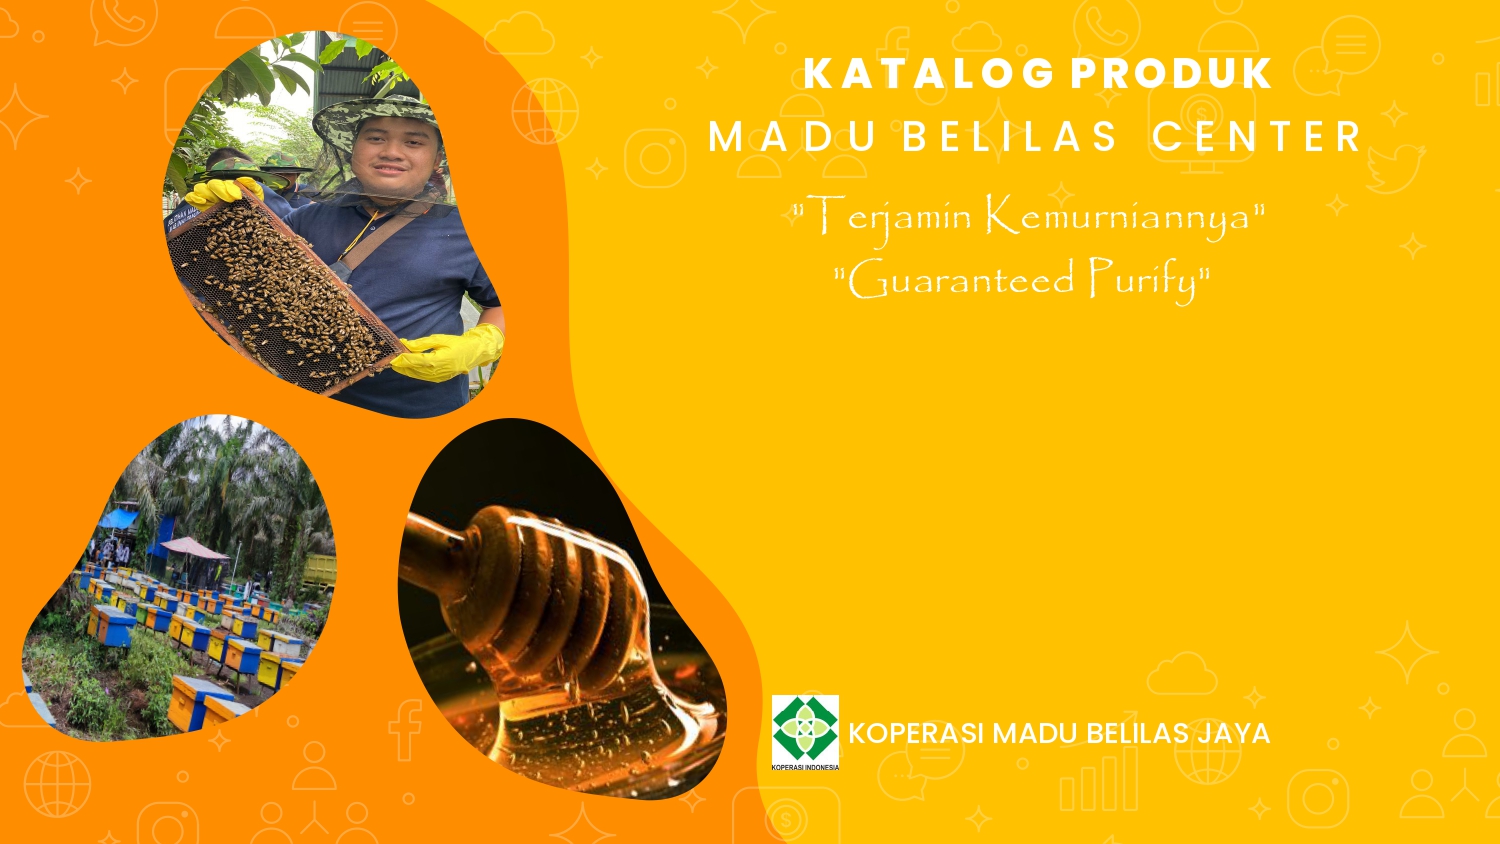 KATALOG PRODUK
MADU BELILAS CENTER
"Terjamin Kemurniannya"
"Guaranteed Purify"
KOPERASI INDONESIA
KOPERASI MADU BELILAS JAYA